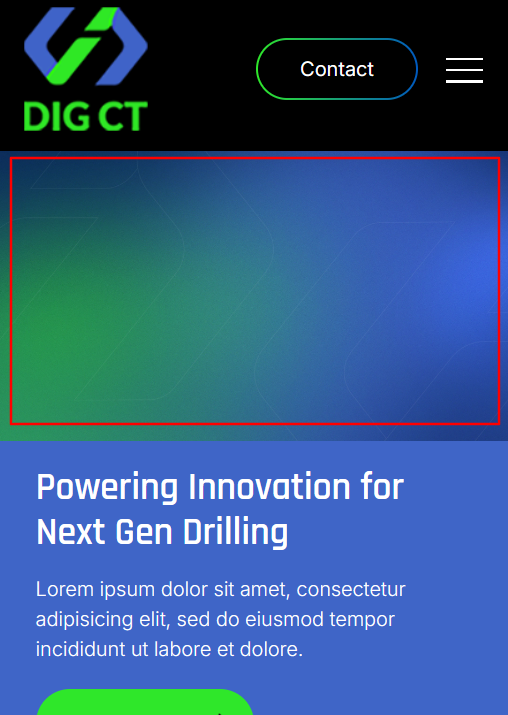 DIG CT
Contact
Powering Innovation for
Next Gen Drilling
Lorem ipsum dolor sit amet, consectetur
adipisicing elit, sed do eiusmod tempor
incididunt ut labore et dolore.